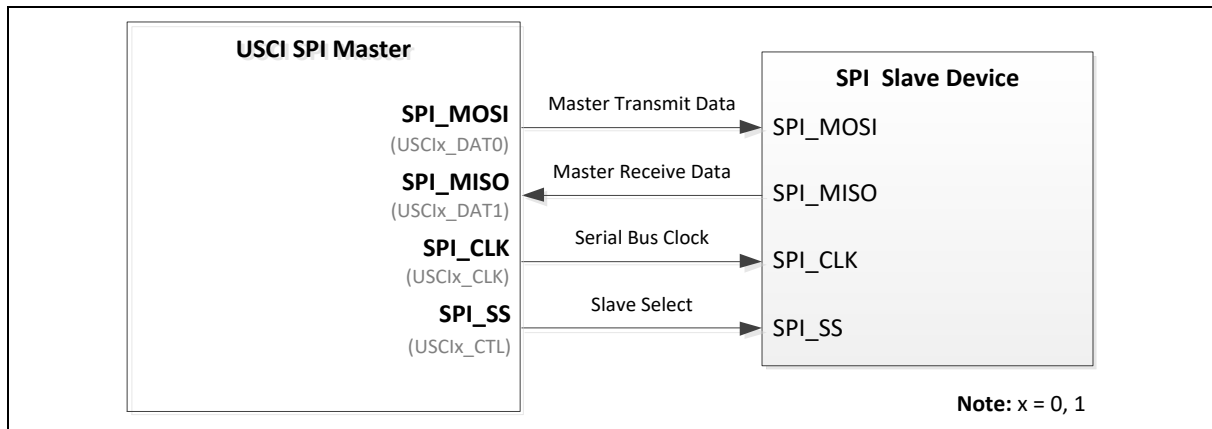 USCI SPI Master
SPI Slave Device
SPI_MOSI
(USCIx_DAT0)
Master Transmit Data
SPI_MOSI
SPI_MISO
(USCIx_DAT1)
Master Receive Data
SPI_MISO
SPI_CLK
(USCIx_CLK)
Serial Bus Clock
SPI_CLK
SPI_SS
(USCIx_CTL)
Slave Select
SPI_SS
Note: x = 0, 1